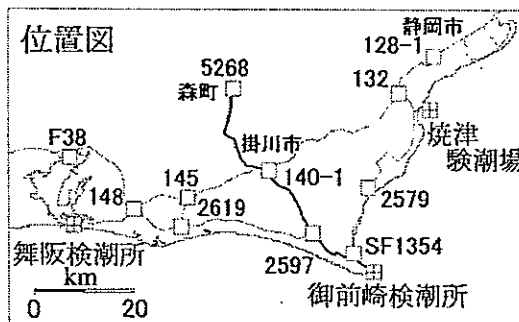 位置図
静岡市
128-1
5268
森町
132
焼津
験潮場
F38
掛川市
140-1
145
148
2619
2579
舞阪検潮所
SF1354
2597
km
0 20
御前崎検潮所